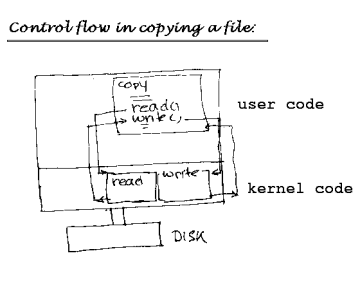 Control flow in copying a file:
copy
read()
write()
user code
read
write
kernel code
DISK